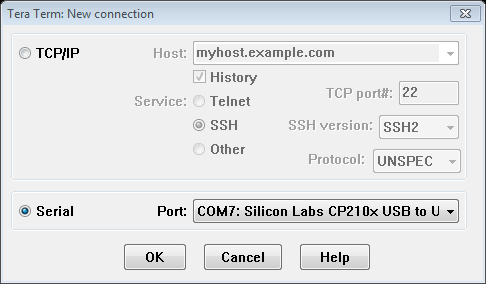 Tera Term: New connection
TCP/IP
Host: myhost.example.com
History
Service: Telnet
TCP port#: 22
SSH
SSH version: SSH2
Other
Protocol: UNSPEC
Serial
Port: COM7: Silicon Labs CP210x USB to U
OK Cancel Help